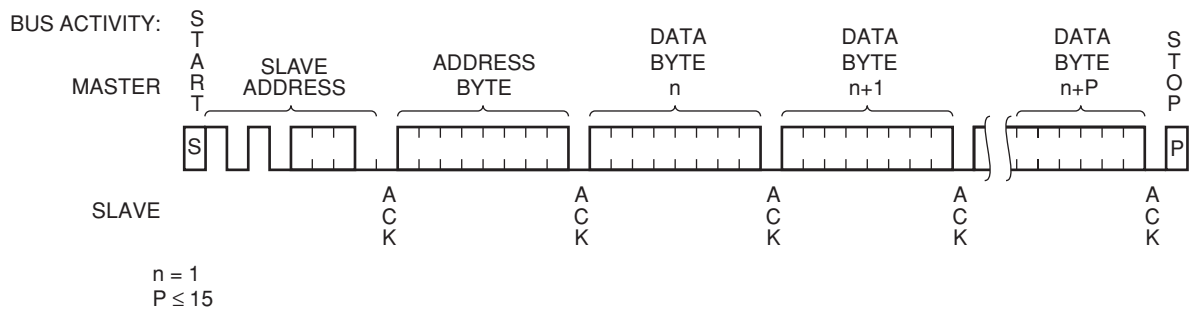 BUS ACTIVITY:
MASTER
START
SLAVE
ADDRESS
ADDRESS
BYTE
DATA
BYTE
n
DATA
BYTE
n+1
DATA
BYTE
n+P
STOP
S
P
SLAVE
ACK
ACK
ACK
ACK
ACK
n = 1
P ≤ 15